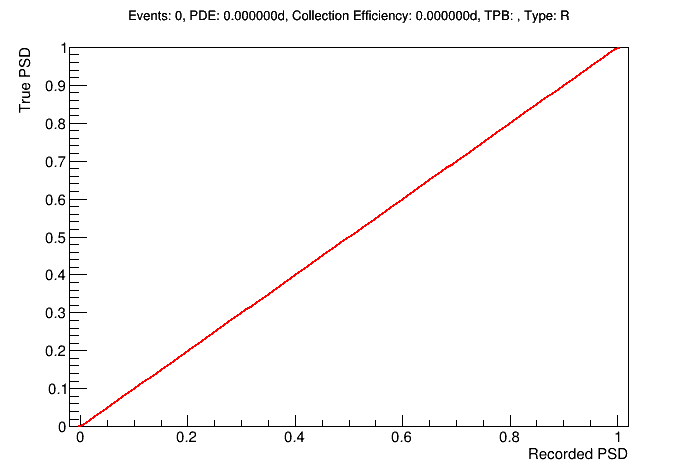 Events: 0, PDE: 0.000000d, Collection Efficiency: 0.000000d, TPB: , Type: R
True PSD
1
0.9
0.8
0.7
0.6
0.5
0.4
0.3
0.2
0.1
0
0 0.2 0.4 0.6 0.8 1
Recorded PSD